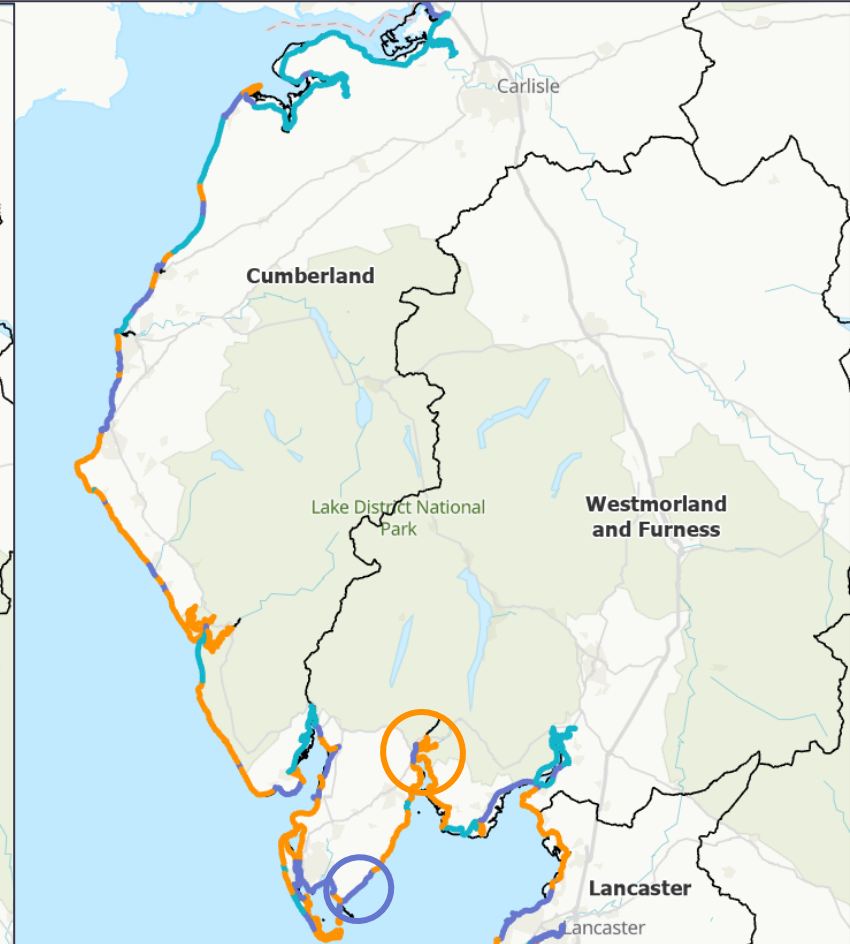 Carlisle
Cumberland
Lake District National
Park
Westmorland
and Furness
Lancaster
Lancaster